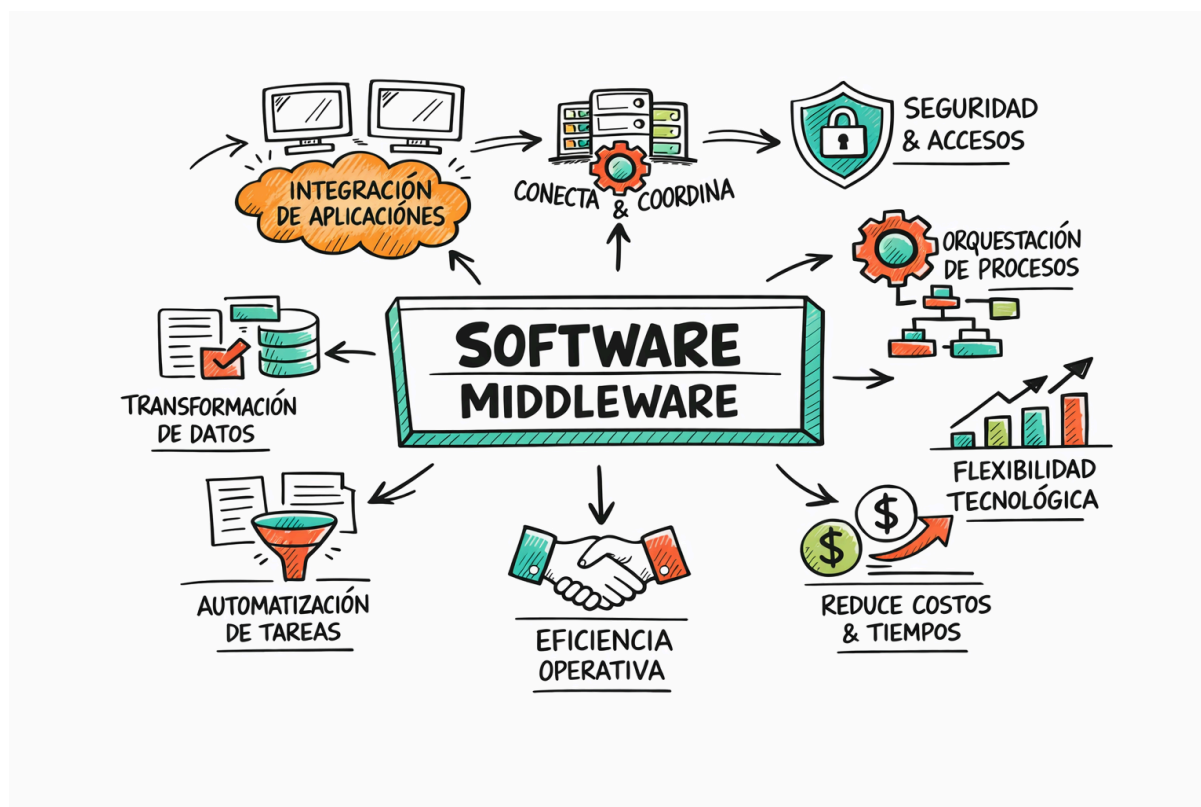 INTEGRACIÓN
DE APLICACIÓNES
CONECTA & COORDINA
SEGURIDAD
& ACCESOS
ORQUESTACIÓN
DE PROCESOS
SOFTWARE
MIDDLEWARE
TRANSFORMACIÓN
DE DATOS
FLEXIBILIDAD
TECNOLÓGICA
$
$
AUTOMATIZACIÓN
DE TAREAS
EFICIENCIA
OPERATIVA
REDUCE COSTOS
& TIEMPOS